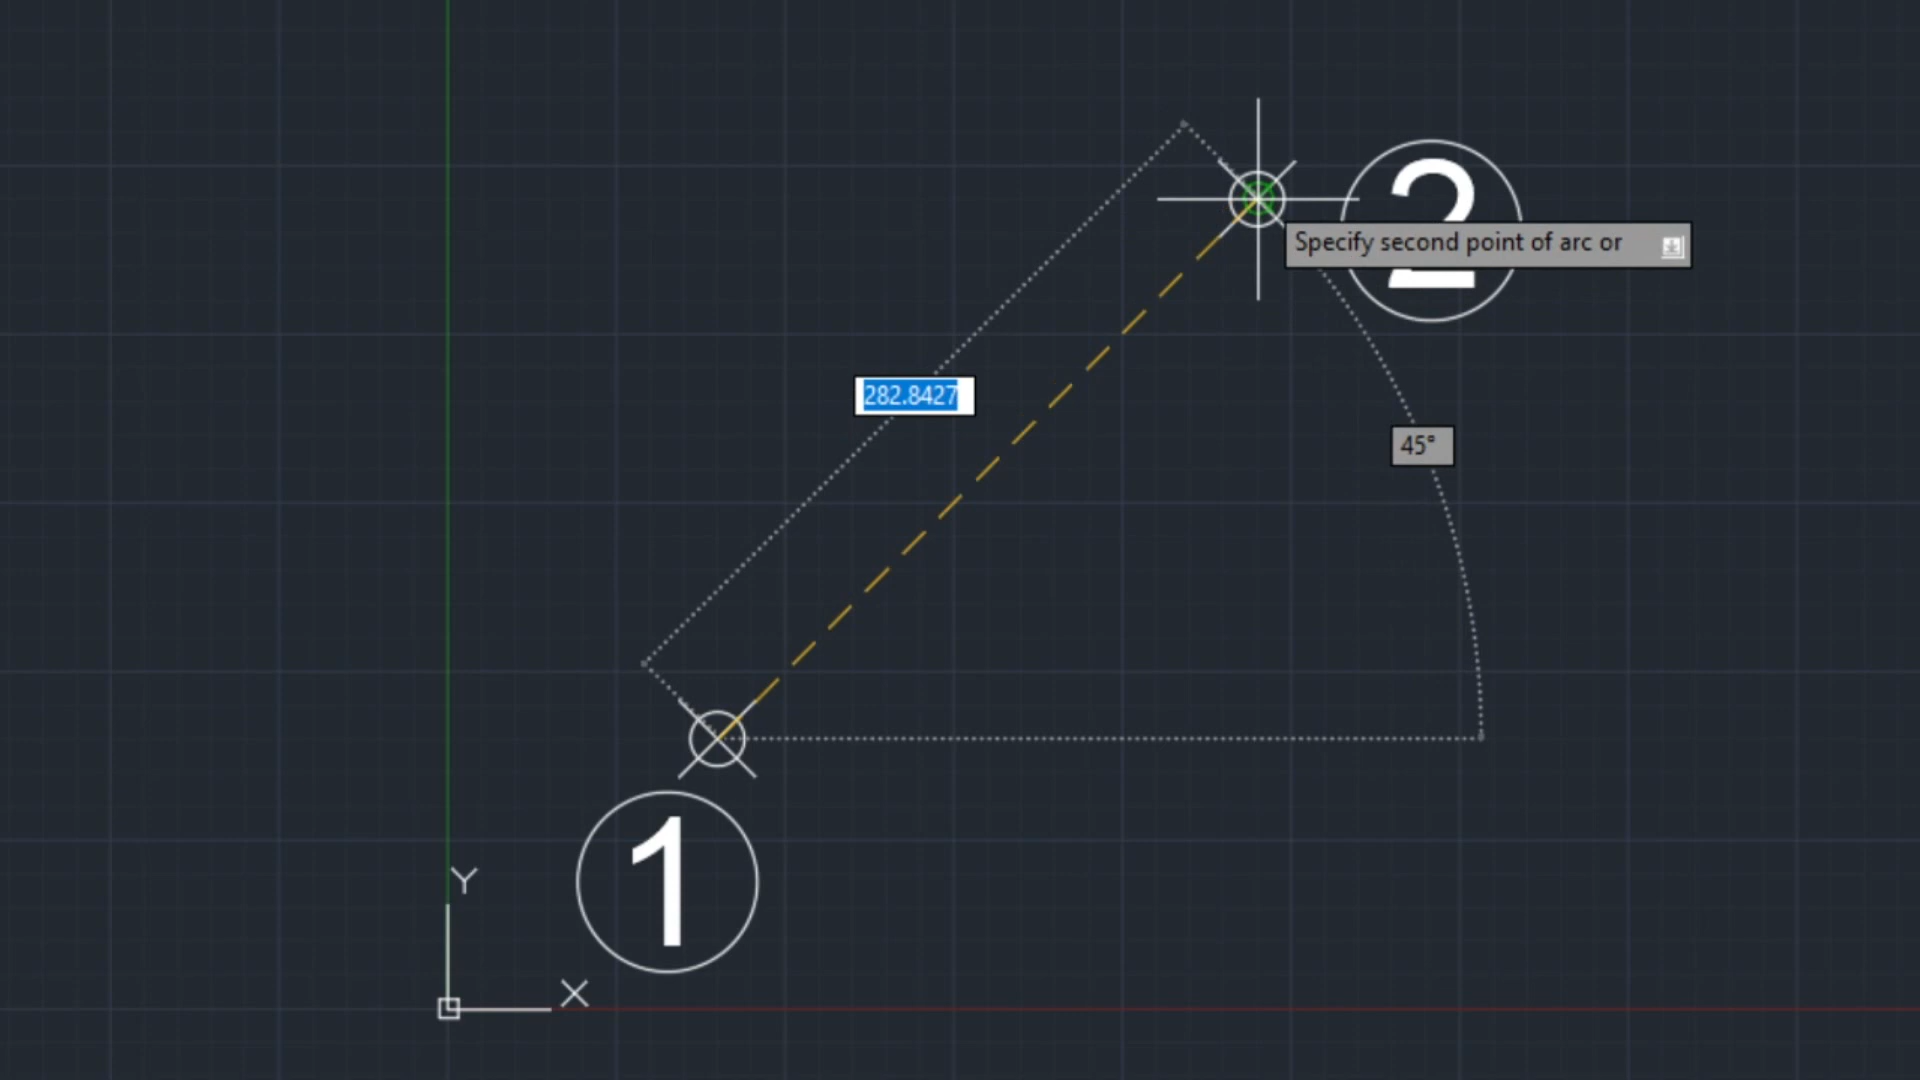 2
Specify second point of arc or
282.8427
45°
1
Y
X